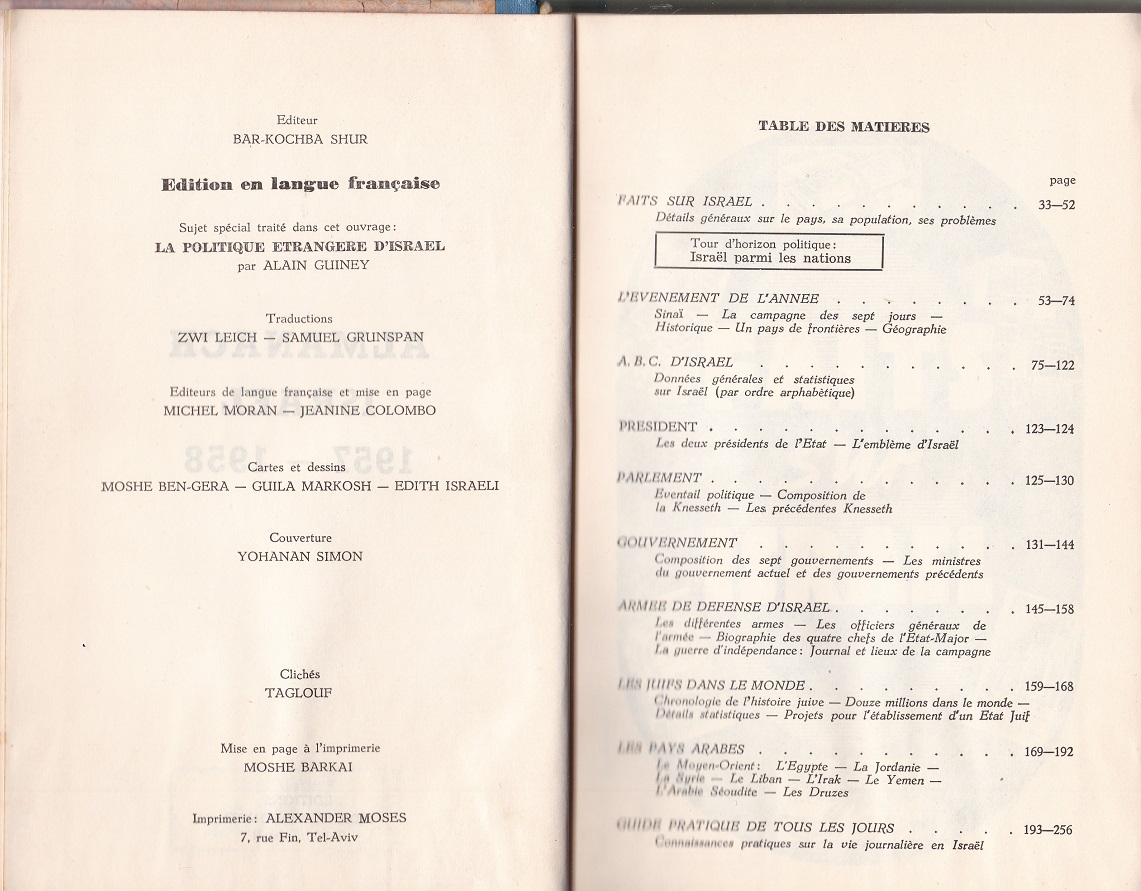 Editeur
BAR-KOCHBA SHUR
Edition en langue française
Sujet spécial traité dans cet ouvrage:
LA POLITIQUE ETRANGERE D'ISRAEL
par ALAIN GUINEY
Traductions
ZWI LEICH — SAMUEL GRUNSPAN
Editeurs de langue française et mise en page
MICHEL MORAN — JEANINE COLOMBO
Cartes et dessins
MOSHE BEN-GERA — GUILA MARKOSH — EDITH ISRAELI
Couverture
YOHANAN SIMON
Clichés
TAGLOUF
Mise en page à l'imprimerie
MOSHE BARKAI
Imprimerie: ALEXANDER MOSES
7, rue Fin, Tel-Aviv
TABLE DES MATIERES
page
FAITS SUR ISRAEL . . . . . . . . . . . 33—52
Détails généraux sur le pays, sa population, ses problèmes
Tour d'horizon politique:
Israël parmi les nations
L'EVENEMENT DE L'ANNEE . . . . . . . . 53—74
Sinaï — La campagne des sept jours —
Historique — Un pays de frontières — Géographie
A. B. C. D'ISRAEL . . . . . . . . . . . 75—122
Données générales et statistiques
sur Israël (par ordre arphabètique)
PRESIDENT . . . . . . . . . . . . . 123—124
Les deux présidents de l'Etat — L'emblème d'Israël
PARLEMENT . . . . . . . . . . . . . 125—130
Eventail politique — Composition de
la Knesseth — Les précédentes Knesseth
GOUVERNEMENT . . . . . . . . . . . 131—144
Composition des sept gouvernements — Les ministres
du gouvernement actuel et des gouvernements précédents
ARMEE DE DEFENSE D'ISRAEL . . . . . . . . 145—158
Les différentes armes — Les officiers généraux de
l'armée — Biographie des quatre chefs de l'Etat-Major —
La guerre d'indépendance: Journal et lieux de la campagne
LES JUIFS DANS LE MONDE . . . . . . . . . 159—168
Chronologie de l'histoire juive — Douze millions dans le monde —
Détails statistiques — Projets pour l'établissement d'un Etat Juif
LES PAYS ARABES . . . . . . . . . . . 169—192
Le Moyen-Orient: L'Egypte — La Jordanie —
La Syrie — Le Liban — L'Irak — Le Yemen —
L'Arabie Séoudite — Les Druzes
GUIDE PRATIQUE DE TOUS LES JOURS . . . . . 193—256
Connaissances pratiques sur la vie journalière en Israël